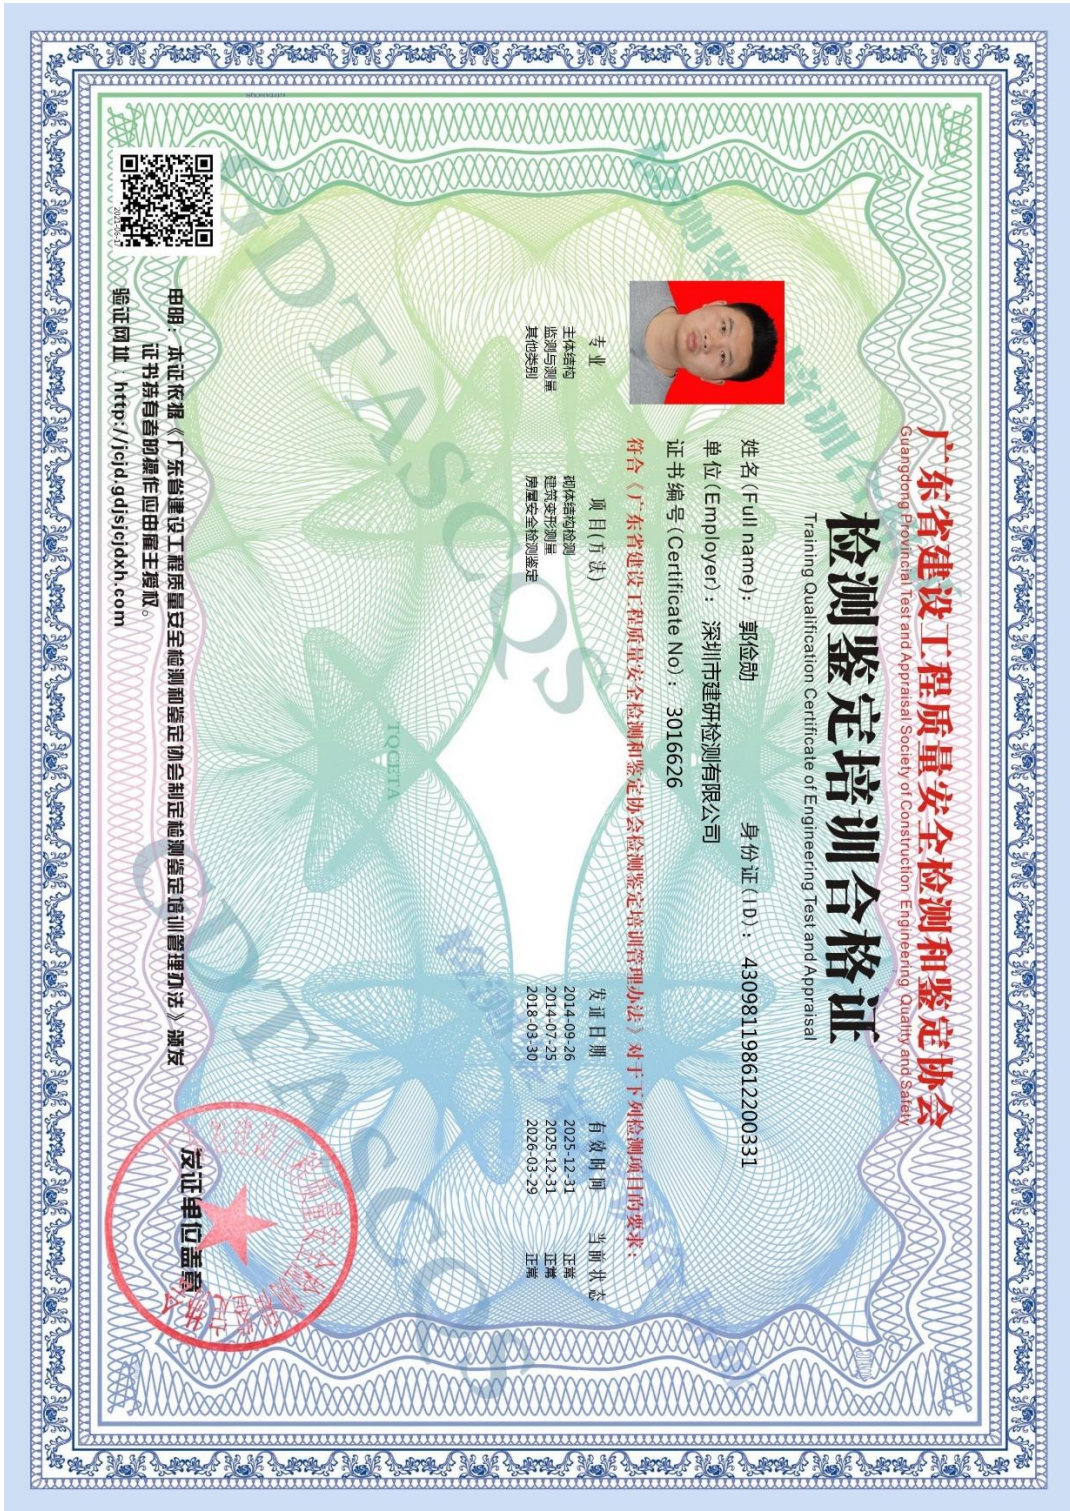 广东省建设工程质量安全检测和鉴定协会
Guangdong Provincial Test and Appraisal Society of Construction Engineering Quality and Safety
检测鉴定培训合格证
Training Qualification Certificate of Engineering Test and Appraisal
姓名(Full name): 郭俭勋 身份证(ID): 430981198612200331
单位(Employer): 深圳市建研检测有限公司
证书编号(Certificate No): 3016626
符合《广东省建设工程质量安全检测和鉴定协会检测鉴定培训管理办法》对于下列检测项目的要求:
专业 项目(方法) 发证日期 有效时间 当前状态
主体结构 砌体结构检测 2014-09-26 2025-12-31 正常
监测与测量 建筑变形测量 2014-07-25 2025-12-31 正常
其他类别 房屋安全检测鉴定 2018-03-30 2026-03-29 正常
申明: 本证依据《广东省建设工程质量安全检测和鉴定协会制定检测鉴定培训管理办法》颁发
证书持有者的操作应由雇主授权。
验证网址: http://jcjd.gdjsjcjdxh.com
发证单位盖章
2021-05-17
GDTASCQS
GDTASCQS
TQCETA